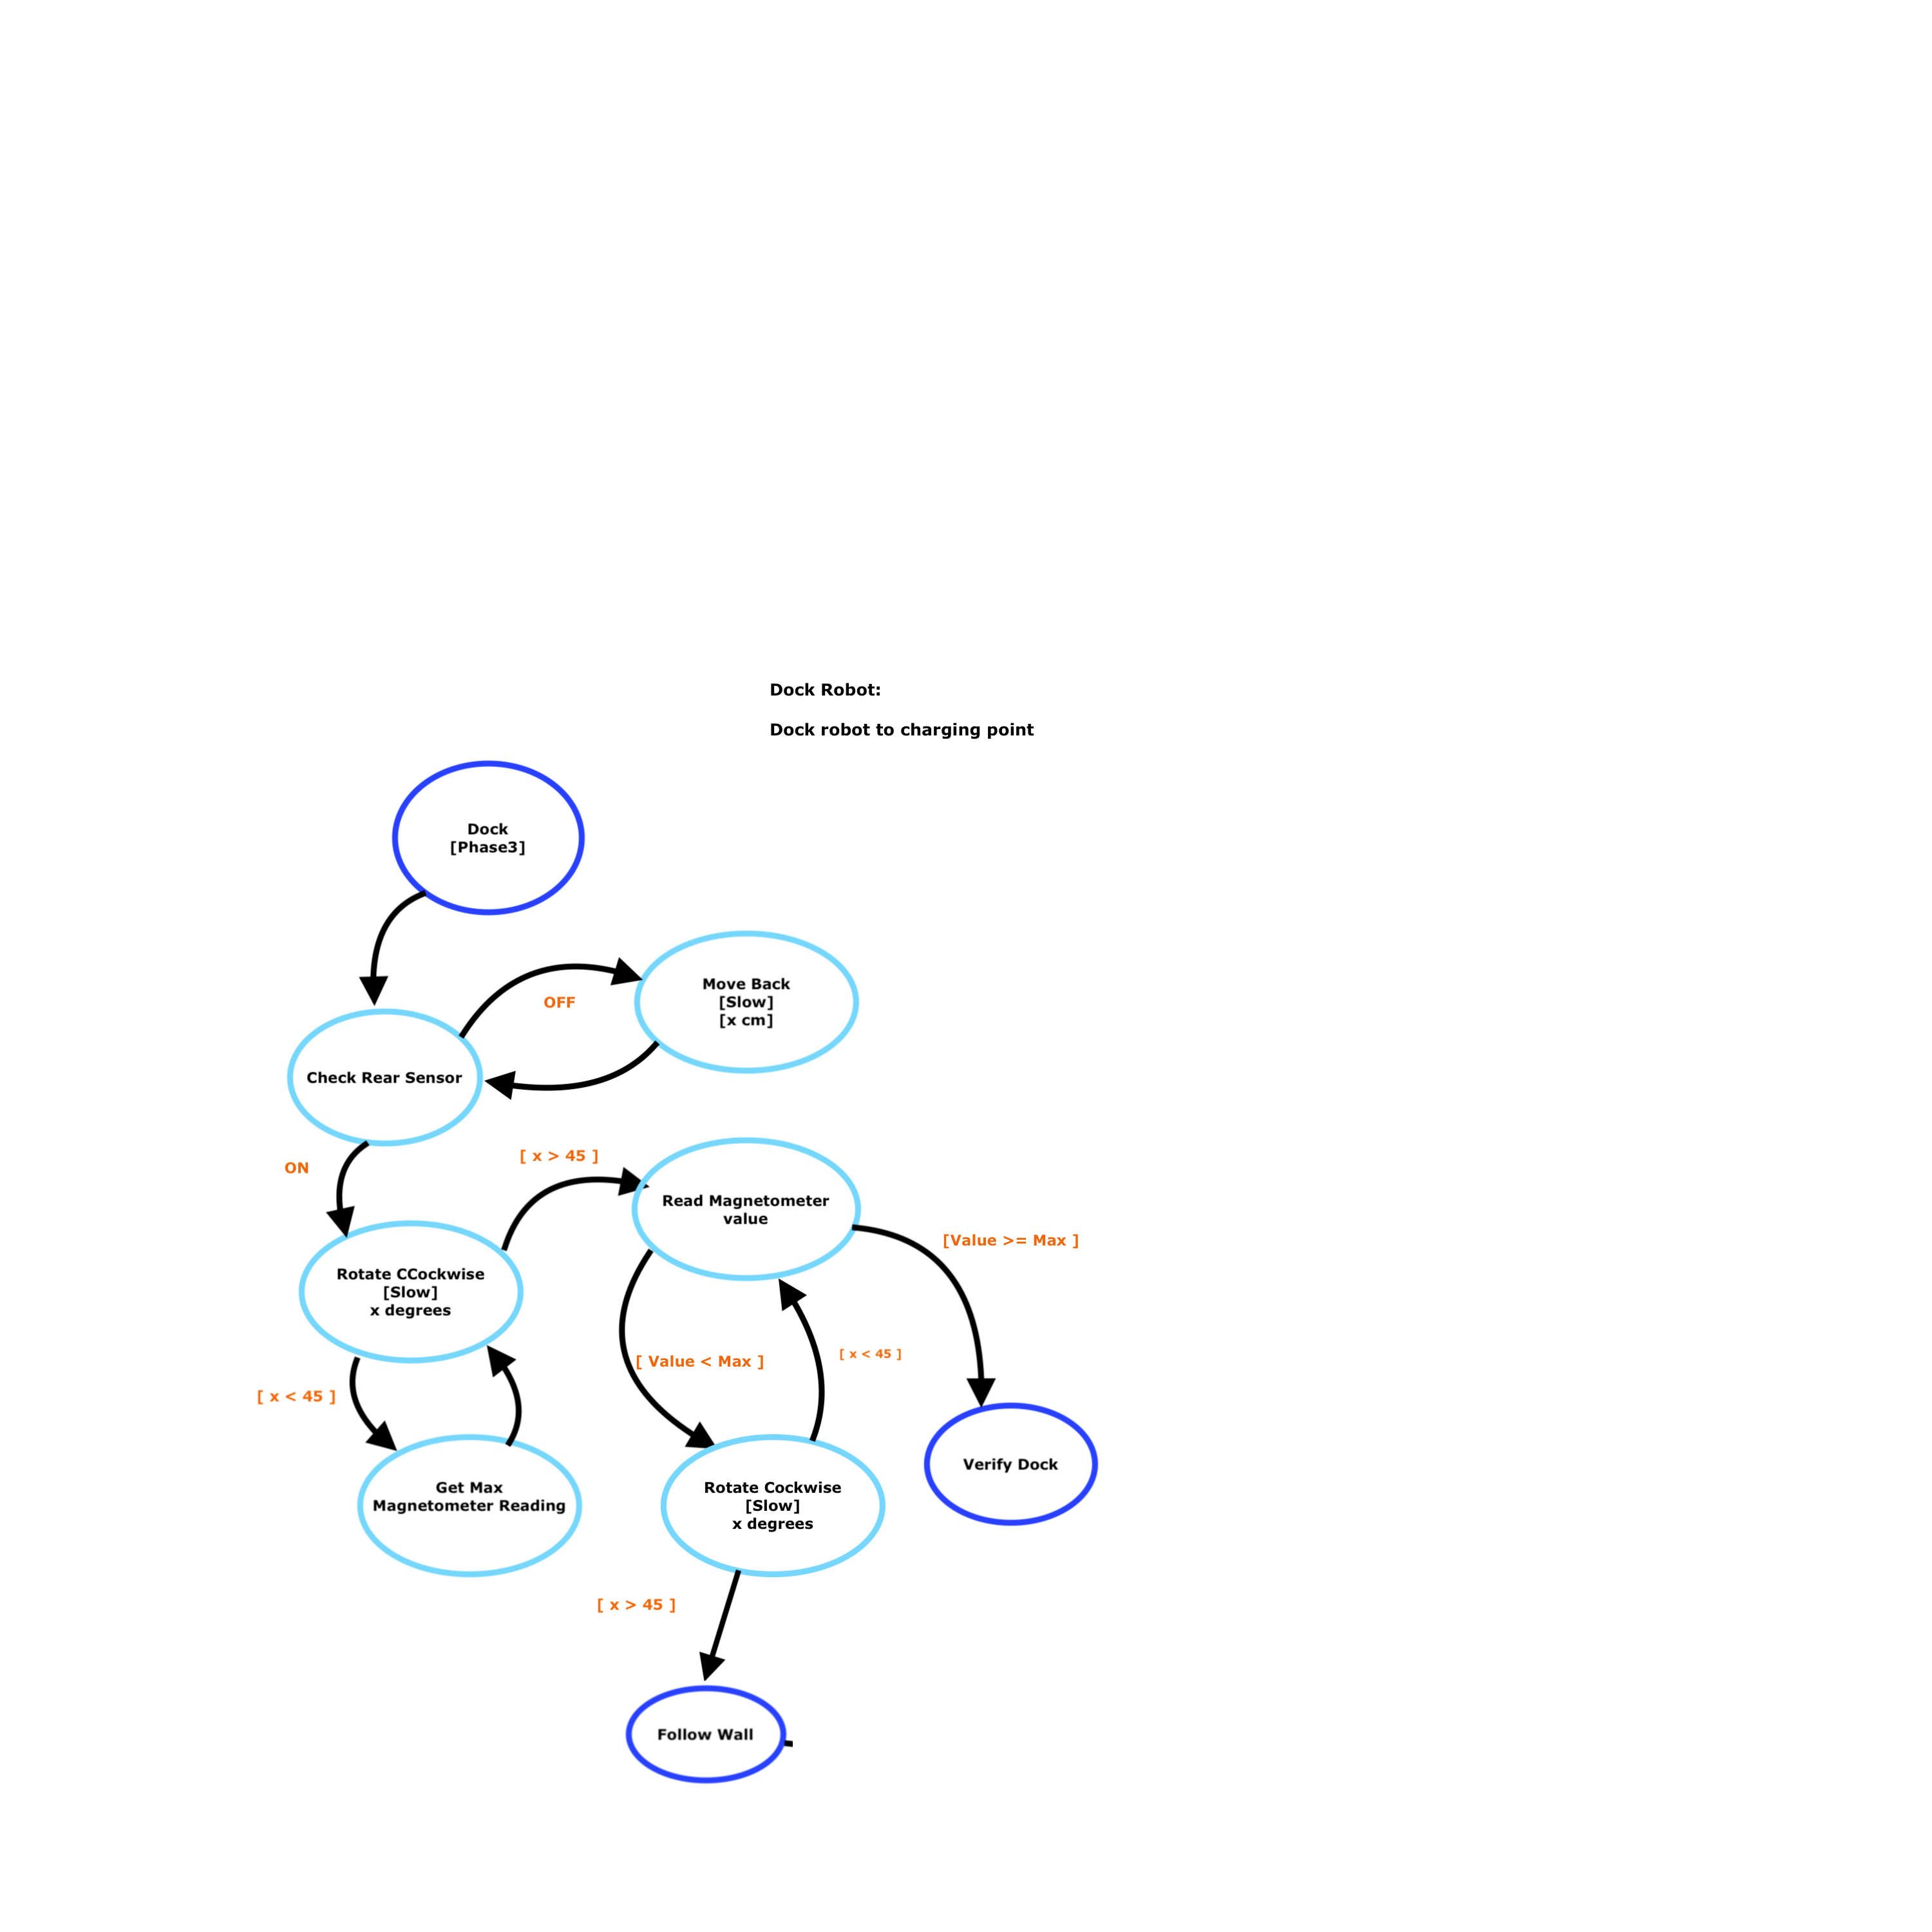 Dock Robot:
Dock robot to charging point
Dock
[Phase3]
Move Back
[Slow]
[x cm]
OFF
Check Rear Sensor
ON
[ x > 45 ]
Read Magnetometer
value
[Value >= Max ]
Rotate CCockwise
[Slow]
x degrees
[ Value < Max ]
[ x < 45 ]
[ x < 45 ]
Get Max
Magnetometer Reading
Rotate Cockwise
[Slow]
x degrees
Verify Dock
[ x > 45 ]
Follow Wall